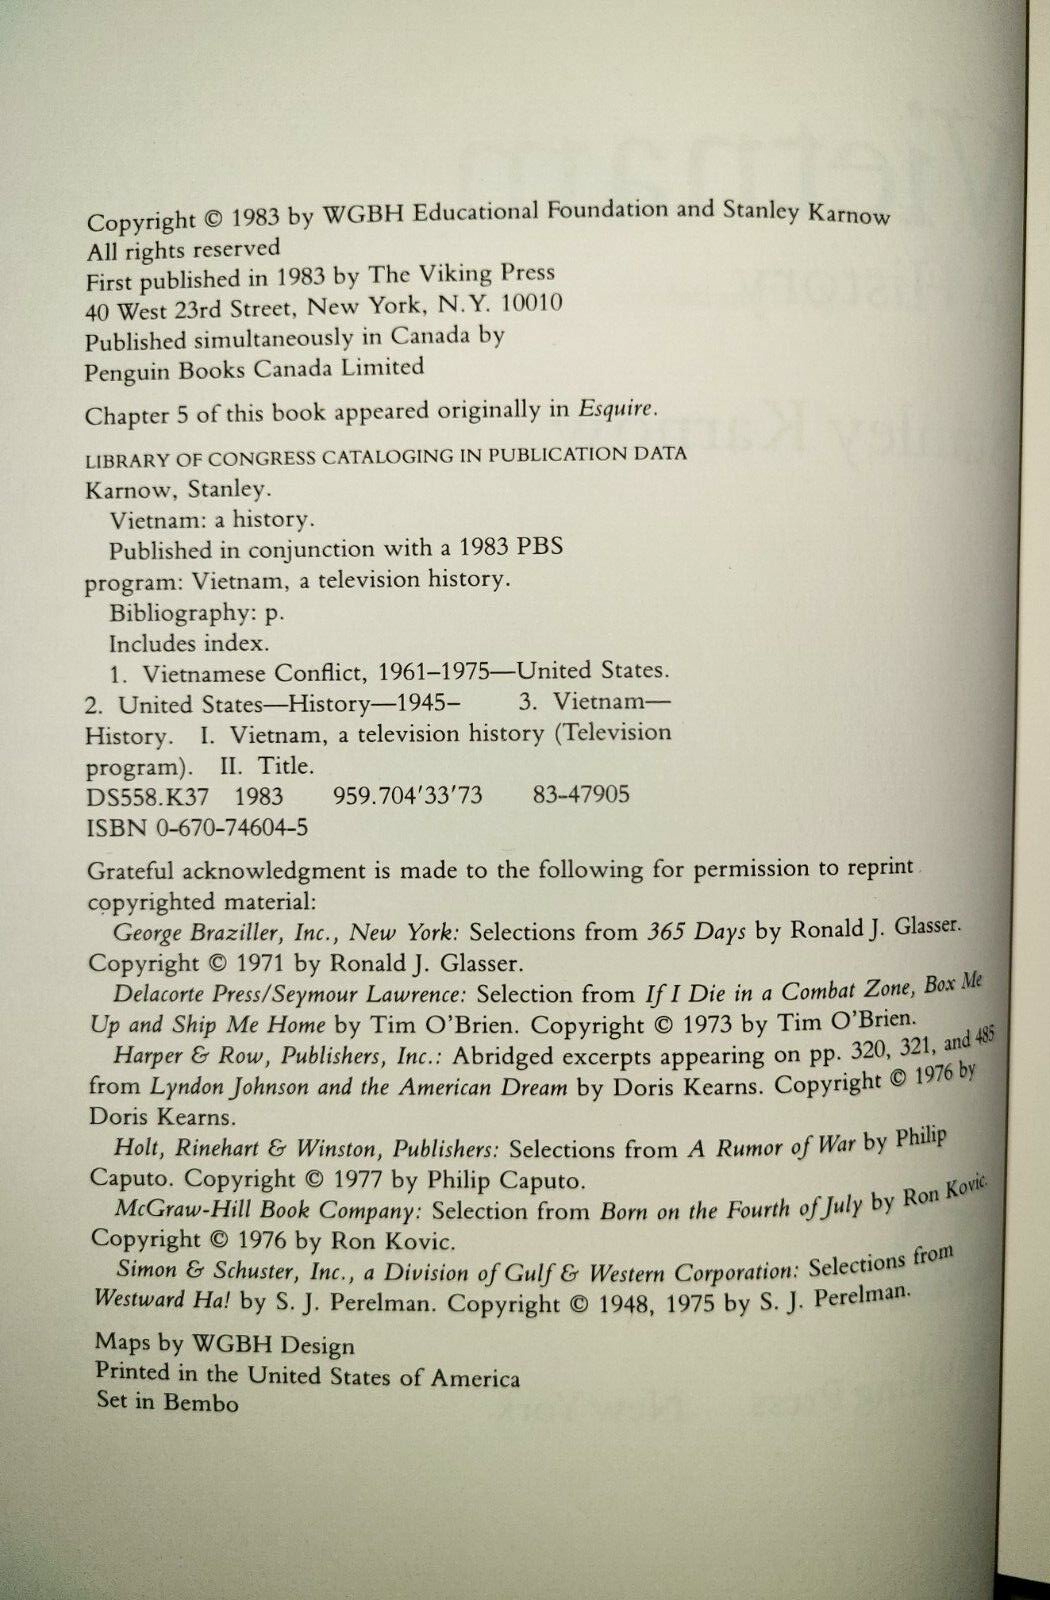 Copyright © 1983 by WGBH Educational Foundation and Stanley Karnow
All rights reserved
First published in 1983 by The Viking Press
40 West 23rd Street, New York, N.Y. 10010
Published simultaneously in Canada by
Penguin Books Canada Limited
Chapter 5 of this book appeared originally in Esquire.
LIBRARY OF CONGRESS CATALOGING IN PUBLICATION DATA
Karnow, Stanley.
Vietnam: a history.
Published in conjunction with a 1983 PBS
program: Vietnam, a television history.
Bibliography: p.
Includes index.
1. Vietnamese Conflict, 1961–1975—United States.
2. United States—History—1945– 3. Vietnam—
History. I. Vietnam, a television history (Television
program). II. Title.
DS558.K37 1983 959.704'33'73 83-47905
ISBN 0-670-74604-5
Grateful acknowledgment is made to the following for permission to reprint
copyrighted material:
George Braziller, Inc., New York: Selections from 365 Days by Ronald J. Glasser.
Copyright © 1971 by Ronald J. Glasser.
Delacorte Press/Seymour Lawrence: Selection from If I Die in a Combat Zone, Box Me
Up and Ship Me Home by Tim O'Brien. Copyright © 1973 by Tim O'Brien.
Harper & Row, Publishers, Inc.: Abridged excerpts appearing on pp. 320, 321, and 485
from Lyndon Johnson and the American Dream by Doris Kearns. Copyright © 1976 by
Doris Kearns.
Holt, Rinehart & Winston, Publishers: Selections from A Rumor of War by Philip
Caputo. Copyright © 1977 by Philip Caputo.
McGraw-Hill Book Company: Selection from Born on the Fourth of July by Ron Kovic.
Copyright © 1976 by Ron Kovic.
Simon & Schuster, Inc., a Division of Gulf & Western Corporation: Selections from
Westward Ha! by S. J. Perelman. Copyright © 1948, 1975 by S. J. Perelman.
Maps by WGBH Design
Printed in the United States of America
Set in Bembo